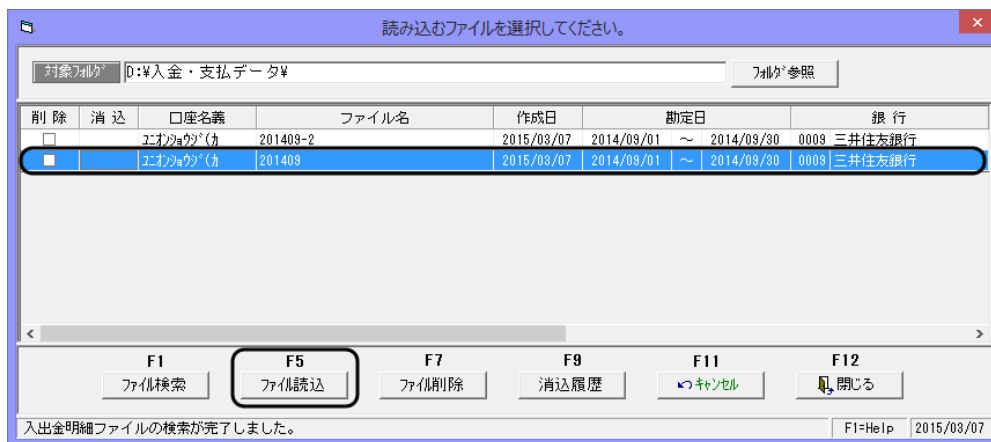 読み込むファイルを選択してください。
対象ﾌｫﾙﾀﾞ D:¥入金・支払データ¥ ﾌｫﾙﾀﾞ参照
削 除 消 込 口座名義 ファイル名 作成日 勘定日 銀 行
ﾕﾆｵﾝｼｮｳｼﾞ(ｶ 201409-2 2015/03/07 2014/09/01 ～ 2014/09/30 0009 三井住友銀行
ﾕﾆｵﾝｼｮｳｼﾞ(ｶ 201409 2015/03/07 2014/09/01 ～ 2014/09/30 0009 三井住友銀行
F1 F5 F7 F9 F11 F12
ﾌｧｲﾙ検索 ﾌｧｲﾙ読込 ﾌｧｲﾙ削除 消込履歴 ｷｬﾝｾﾙ 閉じる
入出金明細ファイルの検索が完了しました。 F1=Help 2015/03/07